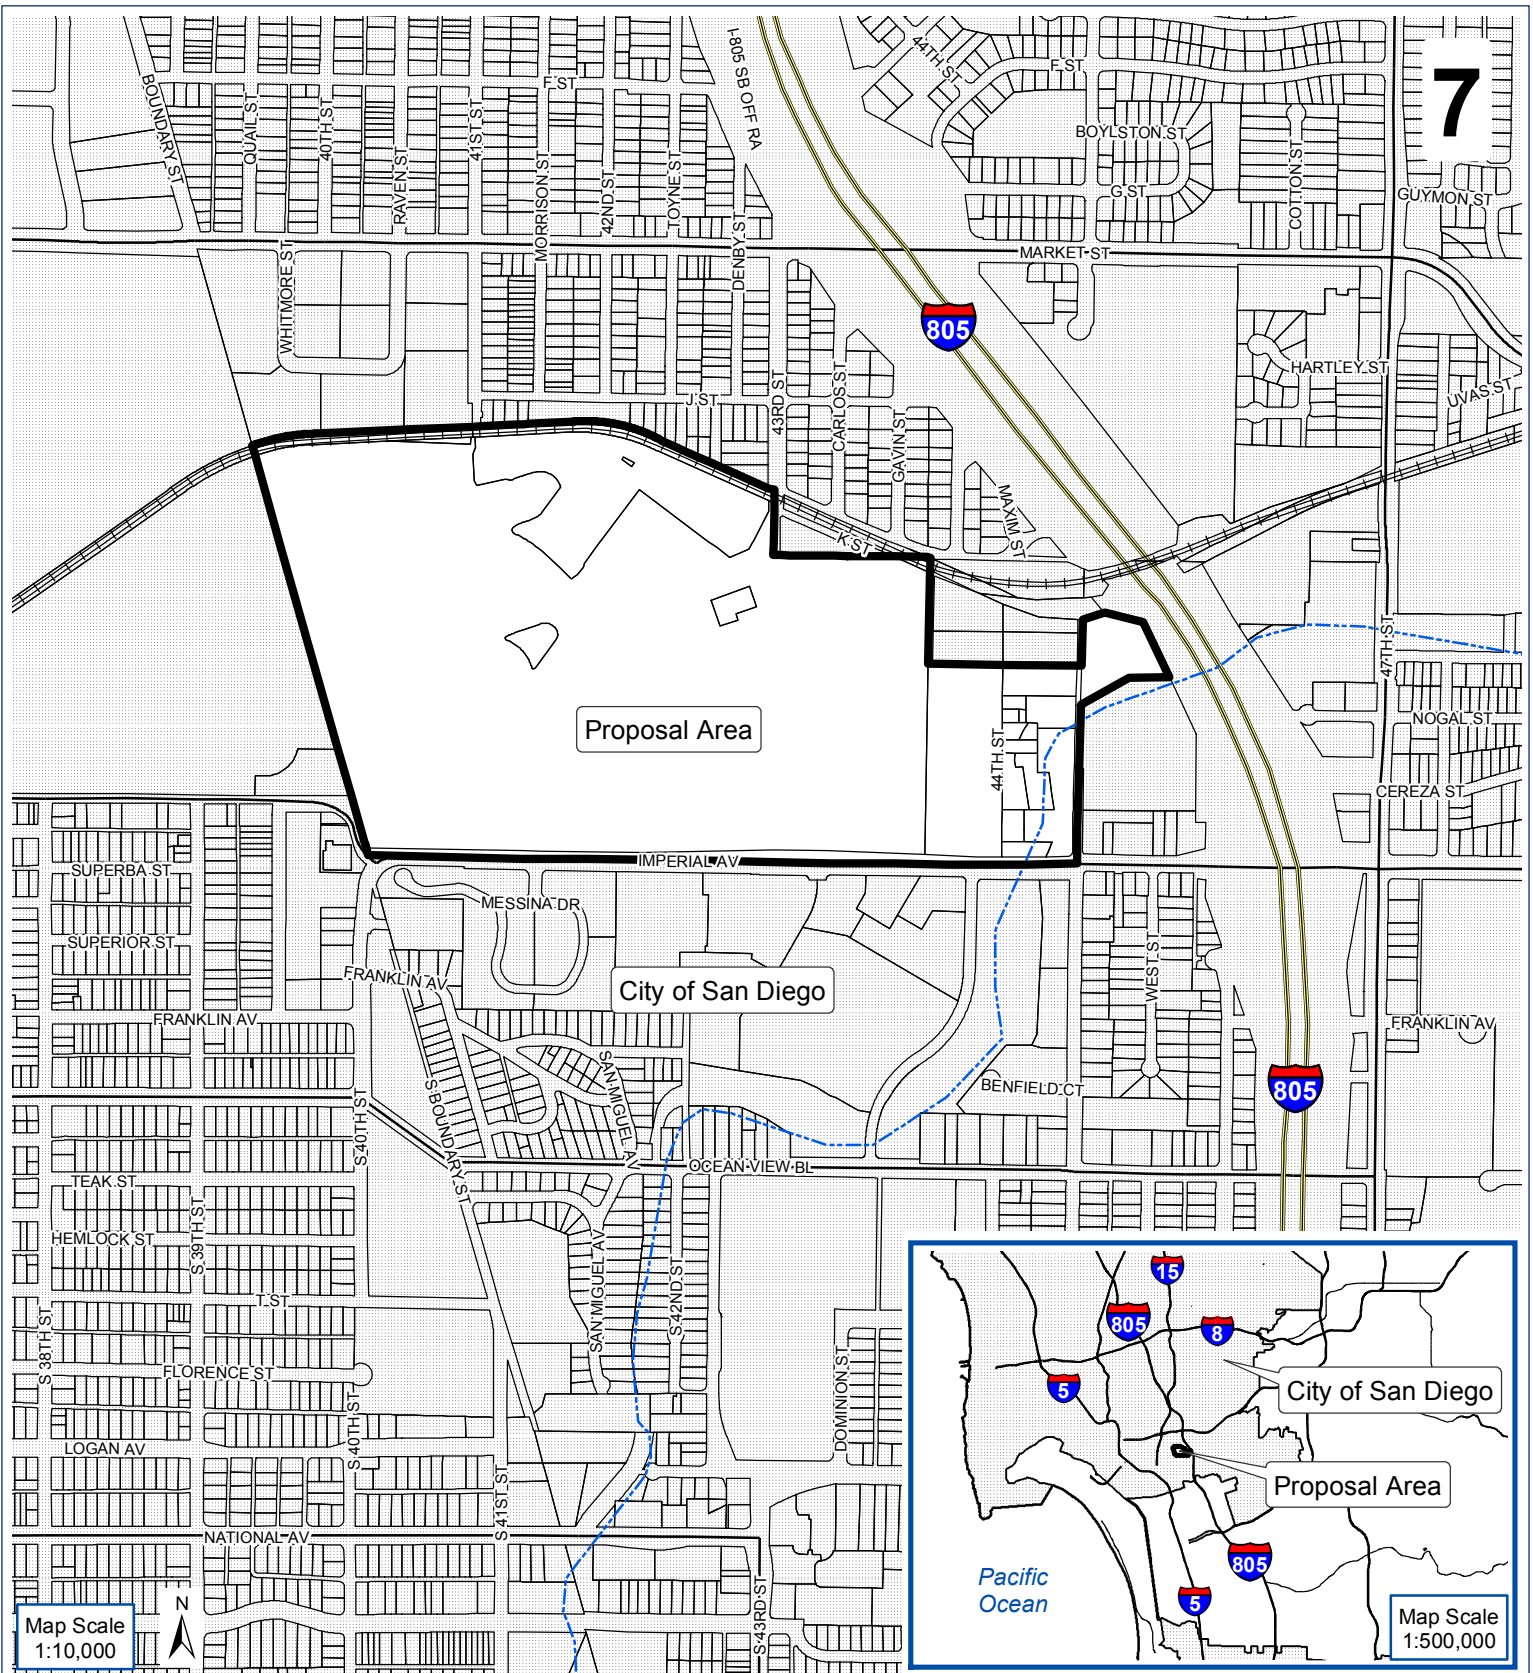 7
I-805 SB OFF RA
44TH ST
F ST
F ST
BOUNDARY ST
QUAIL ST
40TH ST
RAVEN ST
41ST ST
MORRISON ST
42ND ST
TOYNE ST
DENBY ST
BOYLSTON ST
COTTON ST
G ST
GUYMON ST
MARKET ST
WHITMORE ST
805
HARTLEY ST
UVAS ST
J ST
43RD ST
CARLOS ST
GAVIN ST
MAXIM ST
K ST
47TH ST
Proposal Area
44TH ST
NOGAL ST
CEREZA ST
IMPERIAL AV
SUPERBA ST
MESSINA DR
SUPERIOR ST
FRANKLIN AV
City of San Diego
WEST ST
FRANKLIN AV
FRANKLIN AV
SAN MIGUEL AV
S BOUNDARY ST
BENFIELD CT
805
S 40TH ST
OCEAN VIEW BL
TEAK ST
S 39TH ST
HEMLOCK ST
SAN MIGUEL AV
S 42ND ST
T ST
S 38TH ST
FLORENCE ST
DOMINION ST
S 40TH ST
LOGAN AV
S 41ST ST
NATIONAL AV
S 43RD ST
N
Map Scale
1:10,000
15
805
8
5
City of San Diego
Proposal Area
805
5
Pacific
Ocean
Map Scale
1:500,000